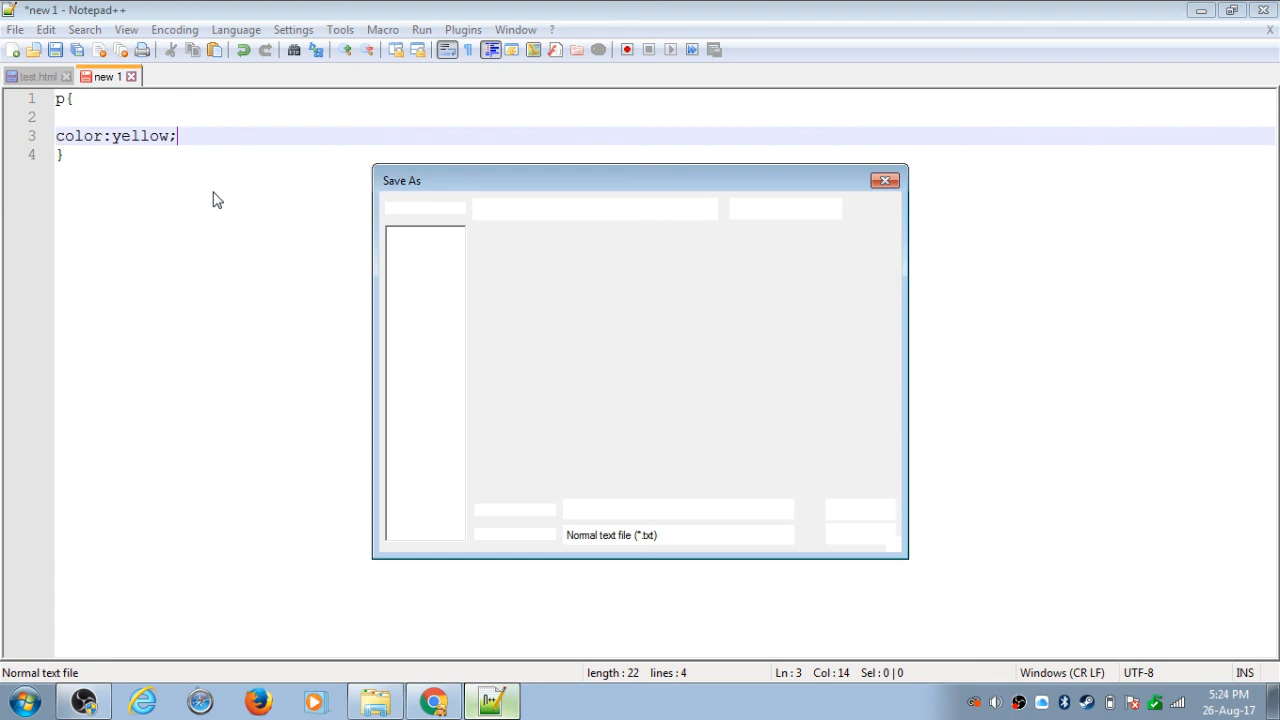 *new 1 - Notepad++
File Edit Search View Encoding Language Settings Tools Macro Run Plugins Window ? X
test.html new 1
1 p{
2
3 color:yellow;
4 }
Save As
Normal text file (*.txt)
Normal text file length : 22 lines : 4 Ln : 3 Col : 14 Sel : 0 | 0 Windows (CR LF) UTF-8 INS
5:24 PM
26-Aug-17